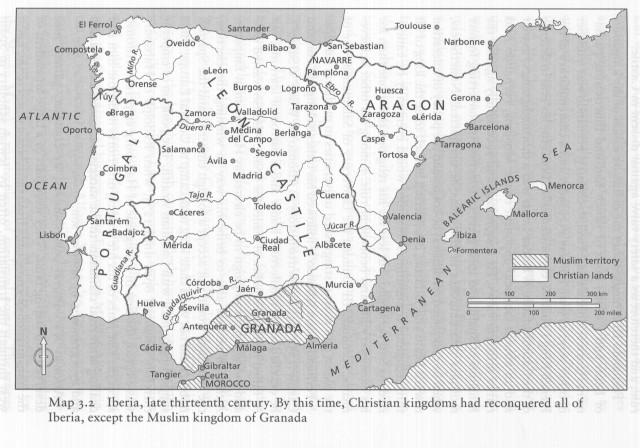 El Ferrol
Santander
Toulouse
Oviedo
Bilbao
San Sebastian
Narbonne
Compostela
Miño R.
León
NAVARRE
Pamplona
Orense
Burgos
Logroño
Ebro R.
Huesca
Gerona
Túy
LEÓN - CASTILE
Tarazona
ARAGON
Braga
Zamora
Valladolid
Zaragoza
Lérida
ATLANTIC
Oporto
Duero R.
Medina
del Campo
Berlanga
Caspe
Barcelona
Tarragona
Salamanca
Segovia
Tortosa
SEA
Ávila
Coimbra
Madrid
OCEAN
PORTUGAL
Tajo R.
Cuenca
BALEARIC ISLANDS
Menorca
Toledo
Mallorca
Santarém
Cáceres
Júcar R.
Valencia
Lisbon
Badajoz
Mérida
Ciudad
Real
Albacete
Denia
Ibiza
Formentera
Guadiana R.
Muslim territory
Christian lands
Córdoba
Guadalquivir R.
Jaén
Murcia
0 100 200 300 km
Huelva
Sevilla
Granada
Cartagena
0 100 200 miles
Antequera
GRANADA
MEDITERRANEAN
N
Cádiz
Málaga
Almeria
Gibraltar
Tangier
Ceuta
MOROCCO
Map 3.2 Iberia, late thirteenth century. By this time, Christian kingdoms had reconquered all of
Iberia, except the Muslim kingdom of Granada